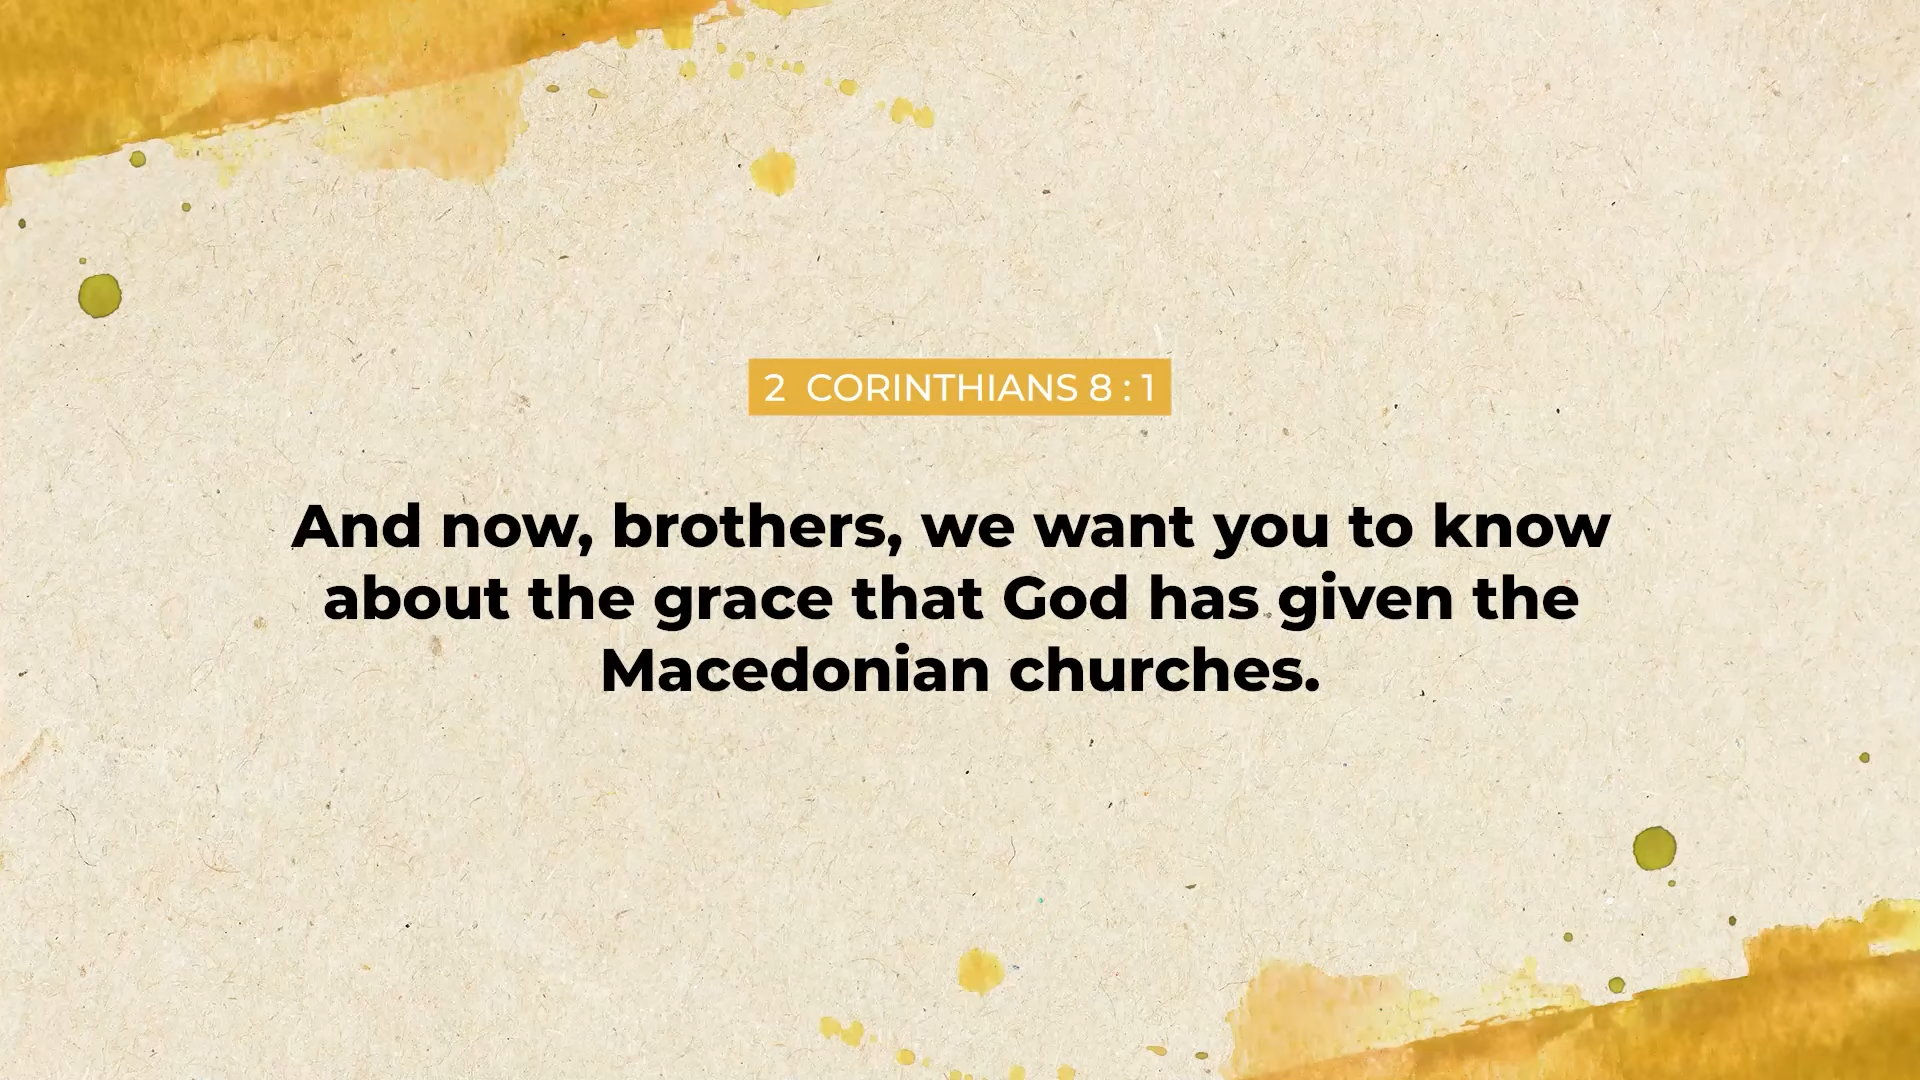 2 CORINTHIANS 8 : 1
And now, brothers, we want you to know
about the grace that God has given the
Macedonian churches.